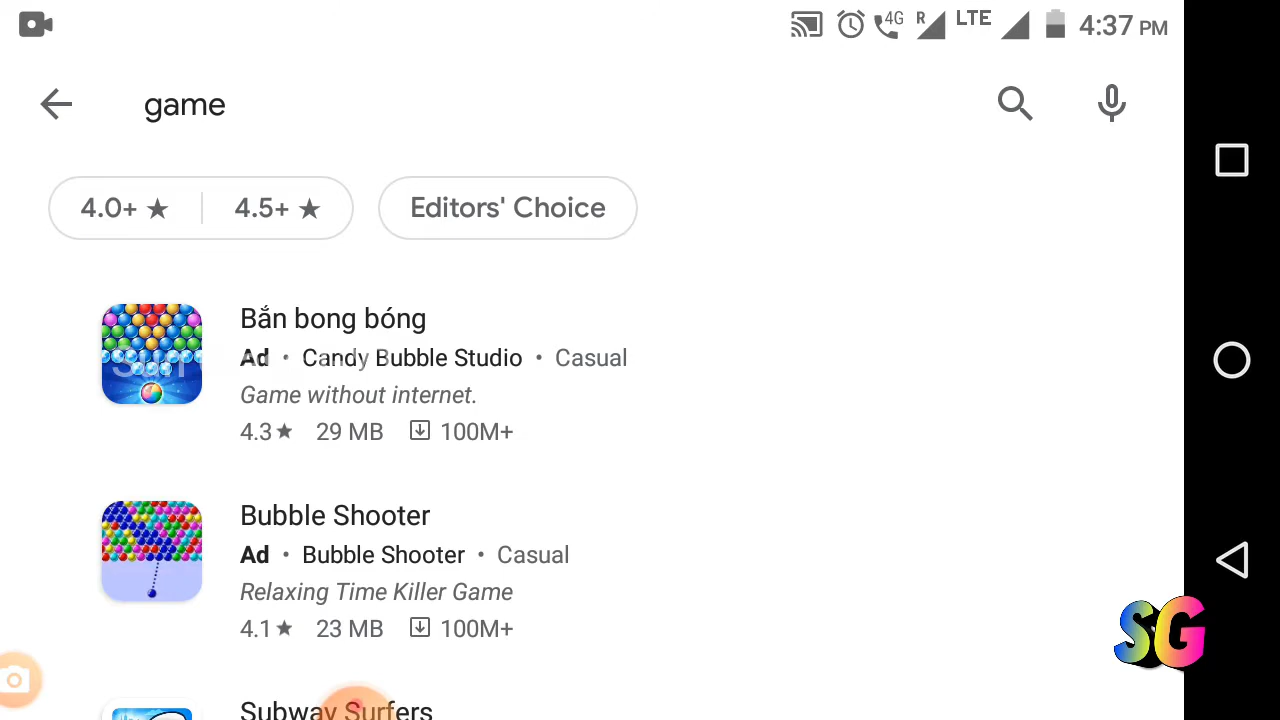 4G R LTE 4:37 PM
game
4.0+ ★ 4.5+ ★ Editors' Choice
Bắn bong bóng
Ad • Candy Bubble Studio • Casual
Game without internet.
4.3★ 29 MB 100M+
Bubble Shooter
Ad • Bubble Shooter • Casual
Relaxing Time Killer Game
4.1★ 23 MB 100M+
SG
Subway Surfers